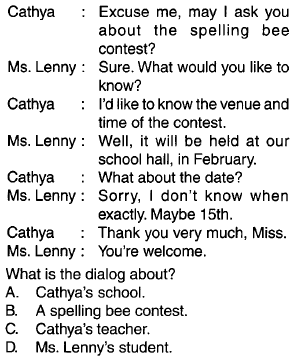 Cathya : Excuse me, may I ask you
about the spelling bee
contest?
Ms. Lenny : Sure. What would you like to
know?
Cathya : I'd like to know the venue and
time of the contest.
Ms. Lenny : Well, it will be held at our
school hall, in February.
Cathya : What about the date?
Ms. Lenny : Sorry, I don't know when
exactly. Maybe 15th.
Cathya : Thank you very much, Miss.
Ms. Lenny : You're welcome.
What is the dialog about?
A. Cathya's school.
B. A spelling bee contest.
C. Cathya's teacher.
D. Ms. Lenny's student.